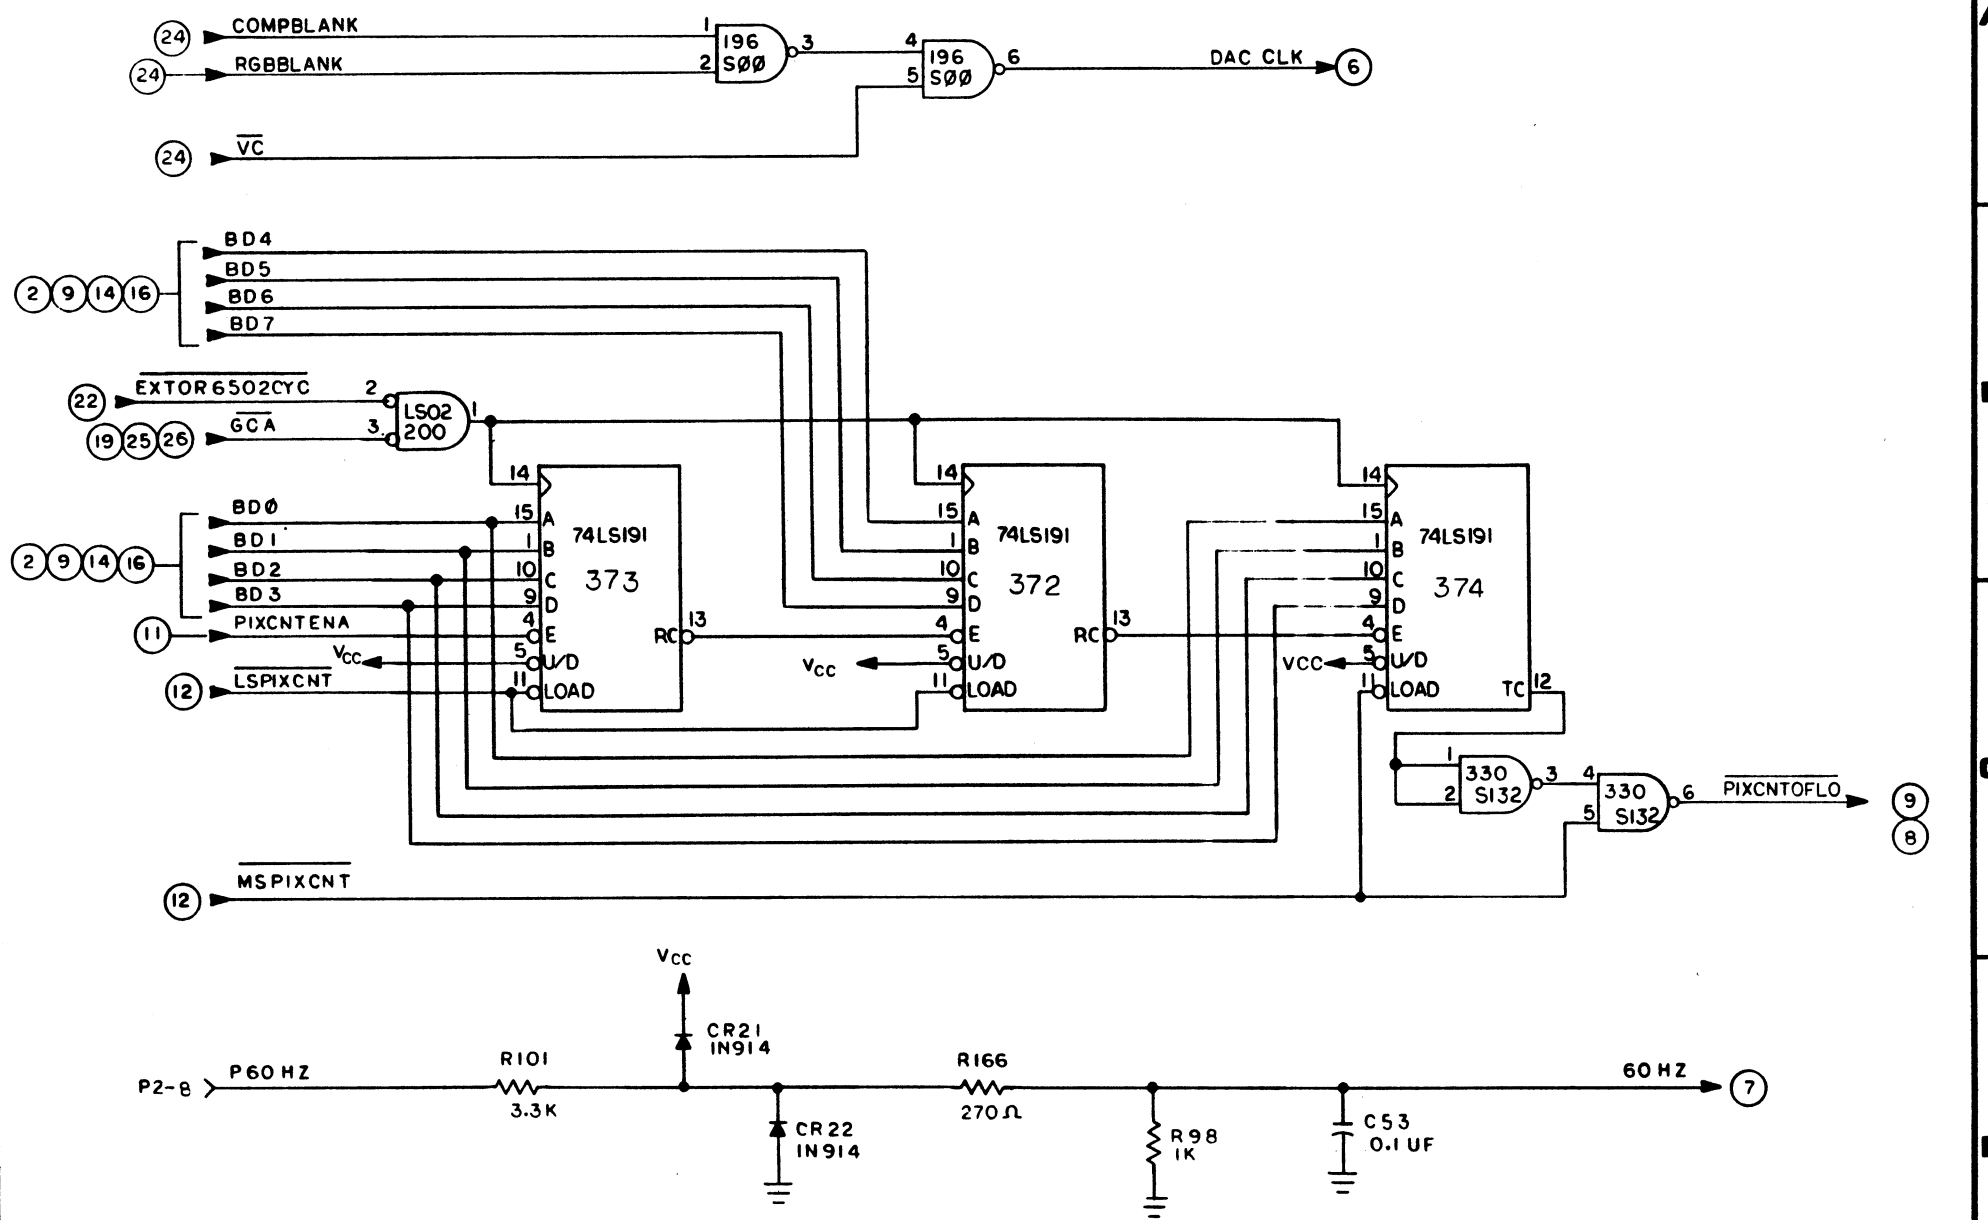 24 COMPBLANK 1 196 SØØ 3 4 196 SØØ 6 DAC CLK 6
24 RGBBLANK 2 5
24 VC
BD4
BD5
2 9 14 16 BD6
BD7
22 EXTOR6502CYC 2 LS02 200 1
19 25 26 GCA 3
14 14 14
BDØ 15 A 74LS191 15 A 74LS191 15 A 74LS191
BD1 1 B 373 1 B 372 1 B 374
2 9 14 16 BD2 10 C 10 C 10 C
BD3 9 D 9 D 9 D
11 PIXCNTENA 4 E RC 13 4 E RC 13 4 E
VCC 5 U/D VCC 5 U/D VCC 5 U/D
12 LSPIXCNT 11 LOAD 11 LOAD 11 LOAD TC 12
1 330 S132 3 4 330 S132 6 PIXCNTOFLO 9
2 5 8
12 MSPIXCNT
VCC
CR21
1N914
P2-8 P60HZ R101 R166 60HZ 7
3.3K 270Ω
CR22
1N914
R98
1K
C53
0.1UF